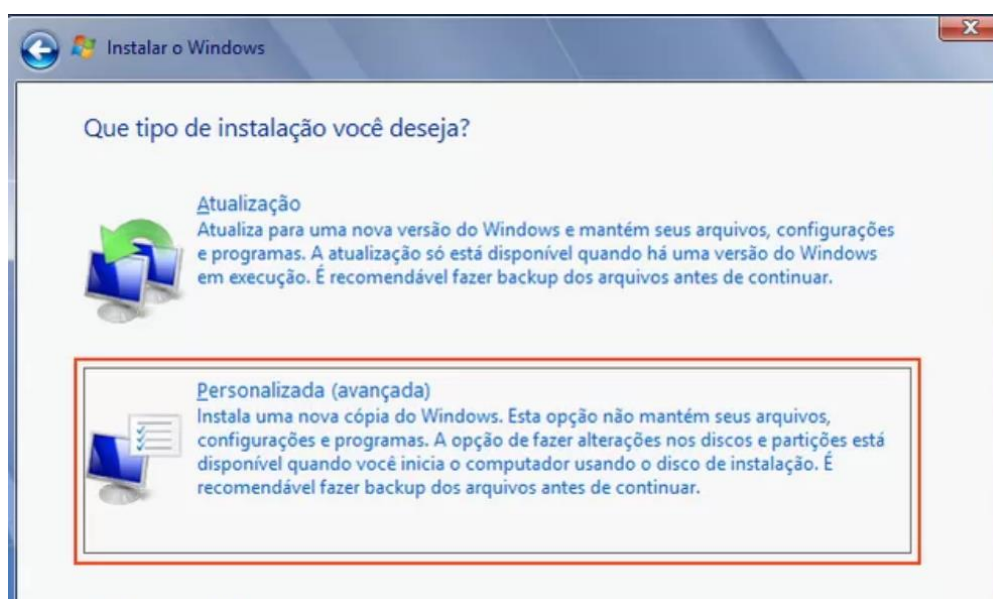 Instalar o Windows
Que tipo de instalação você deseja?
Atualização
Atualiza para uma nova versão do Windows e mantém seus arquivos, configurações
e programas. A atualização só está disponível quando há uma versão do Windows
em execução. É recomendável fazer backup dos arquivos antes de continuar.
Personalizada (avançada)
Instala uma nova cópia do Windows. Esta opção não mantém seus arquivos,
configurações e programas. A opção de fazer alterações nos discos e partições está
disponível quando você inicia o computador usando o disco de instalação. É
recomendável fazer backup dos arquivos antes de continuar.